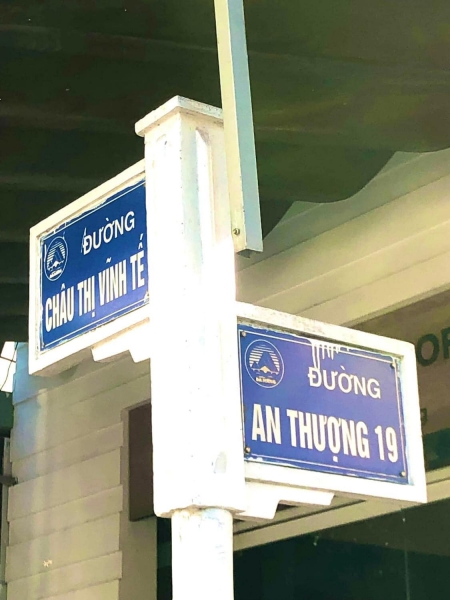 ĐƯỜNG
CHÂU THỊ VĨNH TẾ
ĐƯỜNG
AN THƯỢNG 19